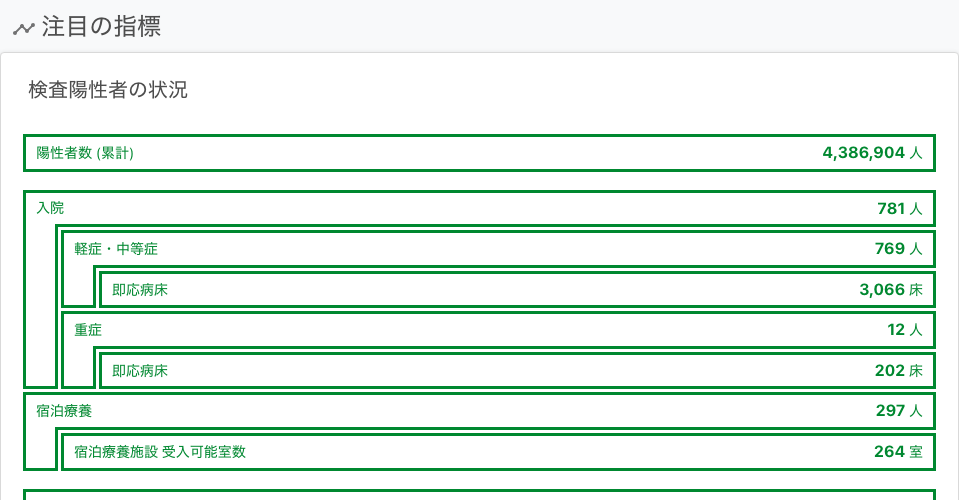 注目の指標
検査陽性者の状況
陽性者数 (累計) 4,386,904 人
入院 781 人
軽症・中等症 769 人
即応病床 3,066 床
重症 12 人
即応病床 202 床
宿泊療養 297 人
宿泊療養施設 受入可能室数 264 室